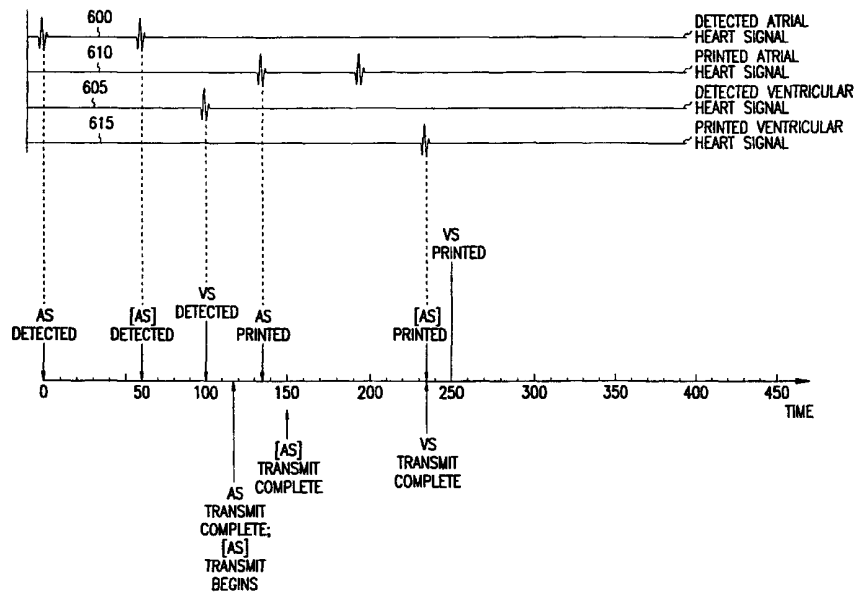 600
DETECTED ATRIAL
HEART SIGNAL
610
PRINTED ATRIAL
HEART SIGNAL
605
DETECTED VENTRICULAR
HEART SIGNAL
615
PRINTED VENTRICULAR
HEART SIGNAL
VS
PRINTED
AS
DETECTED
[AS]
DETECTED
VS
DETECTED
AS
PRINTED
[AS]
PRINTED
0
50
100
150
200
250
300
350
400
450
TIME
[AS]
TRANSMIT
COMPLETE
VS
TRANSMIT
COMPLETE
AS
TRANSMIT
COMPLETE;
[AS]
TRANSMIT
BEGINS